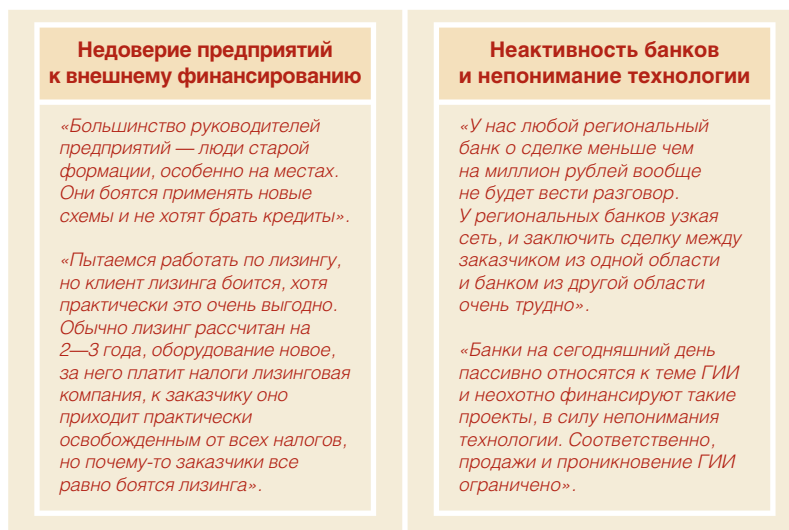 Недоверие предприятий
к внешнему финансированию
«Большинство руководителей
предприятий — люди старой
формации, особенно на местах.
Они боятся применять новые
схемы и не хотят брать кредиты».
«Пытаемся работать по лизингу,
но клиент лизинга боится, хотя
практически это очень выгодно.
Обычно лизинг рассчитан на
2—3 года, оборудование новое,
за него платит налоги лизинговая
компания, к заказчику оно
приходит практически
освобожденным от всех налогов,
но почему-то заказчики все
равно боятся лизинга».
Неактивность банков
и непонимание технологии
«У нас любой региональный
банк о сделке меньше чем
на миллион рублей вообще
не будет вести разговор.
У региональных банков узкая
сеть, и заключить сделку между
заказчиком из одной области
и банком из другой области
очень трудно».
«Банки на сегодняшний день
пассивно относятся к теме ГИИ
и неохотно финансируют такие
проекты, в силу непонимания
технологии. Соответственно,
продажи и проникновение ГИИ
ограничено».